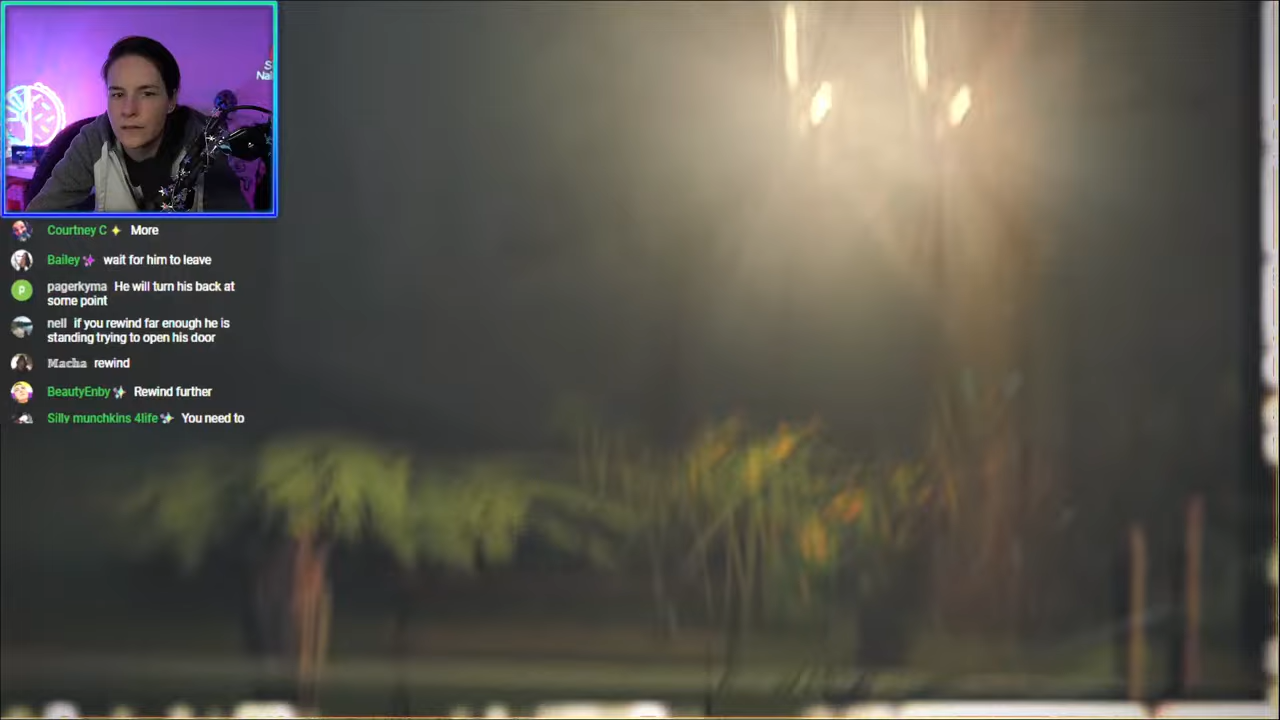 S
Na
Courtney C More
Bailey wait for him to leave
pagerkyma He will turn his back at
some point
nell if you rewind far enough he is
standing trying to open his door
Macha rewind
BeautyEnby Rewind further
Silly munchkins 4life You need to